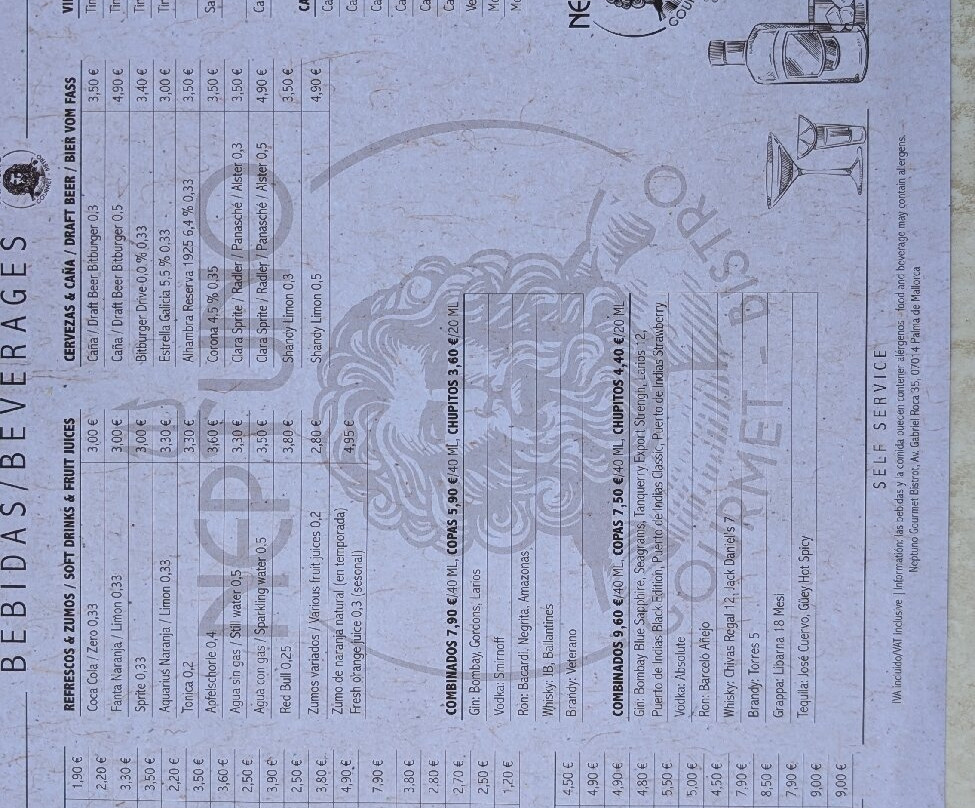 BEBIDAS/BEVERAGES
REFRESCOS & ZUMOS / SOFT DRINKS & FRUIT JUICES
Coca Cola / Zero 0,33 3,00 €
Fanta Naranja / Limon 0,33 3,00 €
Sprite 0,33 3,00 €
Aquarius Naranja / Limon 0,33 3,30 €
Tonica 0,2 3,30 €
Apfelschorle 0,4 3,60 €
Agua sin gas / Still water 0,5 3,30 €
Agua con gas / Sparkling water 0,5 3,50 €
Red Bull 0,25 3,80 €
Zumos variados / Various fruit juices 0,2 2,80 €
Zumo de naranja natural (en temporada) 4,95 €
Fresh orange juice 0,3 (sesonal)
CERVEZAS & CAÑA / DRAFT BEER / BIER VOM FASS
Caña / Draft Beer Bitburger 0,3 3,50 €
Caña / Draft Beer Bitburger 0.5 4,90 €
Bitburger Drive 0,0 % 0,33 3,40 €
Estrella Galicia 5,5 % 0,33 3,00 €
Alhambra Reserva 1925 6,4 % 0,33 3,50 €
Corona 4,5 % 0,35 3,50 €
Clara Sprite / Radler / Panasché / Alster 0,3 3,50 €
Clara Sprite / Radler / Panasché / Alster 0,5 4,90 €
Shandy Limon 0,3 3,50 €
Shandy Limon 0,5 4,90 €
COMBINADOS 7,90 €/40 ML, COPAS 5,90 €/40 ML, CHUPITOS 3,60 €/20 ML
Gin: Bombay, Gordons, Larios
Vodka: Smirnoff
Ron: Bacardi, Negrita, Amazonas
Whisky: JB, Ballantines
Brandy: Veterano
COMBINADOS 9,60 €/40 ML, COPAS 7,50 €/40 ML, CHUPITOS 4,40 €/20 ML
Gin: Bombay Blue Sapphire, Seagrams, Tanquerry Export Strengh, Larios 12,
Puerto de Indias Black Edition, Puerto de Indias Classic, Puerto de Indias Strawberry
Vodka: Absolute
Ron: Barcelo Añejo
Whisky: Chivas Regal 12, Jack Daniel's 7
Brandy: Torres 5
Grappa: Libarna 18 Mesi
Tequila: José Cuervo, Güey Hot Spicy
NEPTUNO
GOURMET - BISTRO
SELF SERVICE
IVA incluido/VAT Inclusive | Information: las bebidas y la comida pueden contener alérgenos - food and beverage may contain allergens.
Neptuno Gourmet Bistrot, Av. Gabriel Roca 35, 07014 Palma de Mallorca
1,90 €
2,20 €
3,30 €
3,50 €
2,20 €
3,50 €
3,60 €
2,50 €
3,90 €
2,50 €
3,80 €
4,90 €
7,90 €
3,80 €
2,80 €
2,70 €
2,50 €
1,20 €
4,50 €
4,90 €
4,90 €
4,80 €
5,50 €
5,00 €
4,50 €
7,90 €
8,50 €
7,90 €
9,00 €
9,00 €